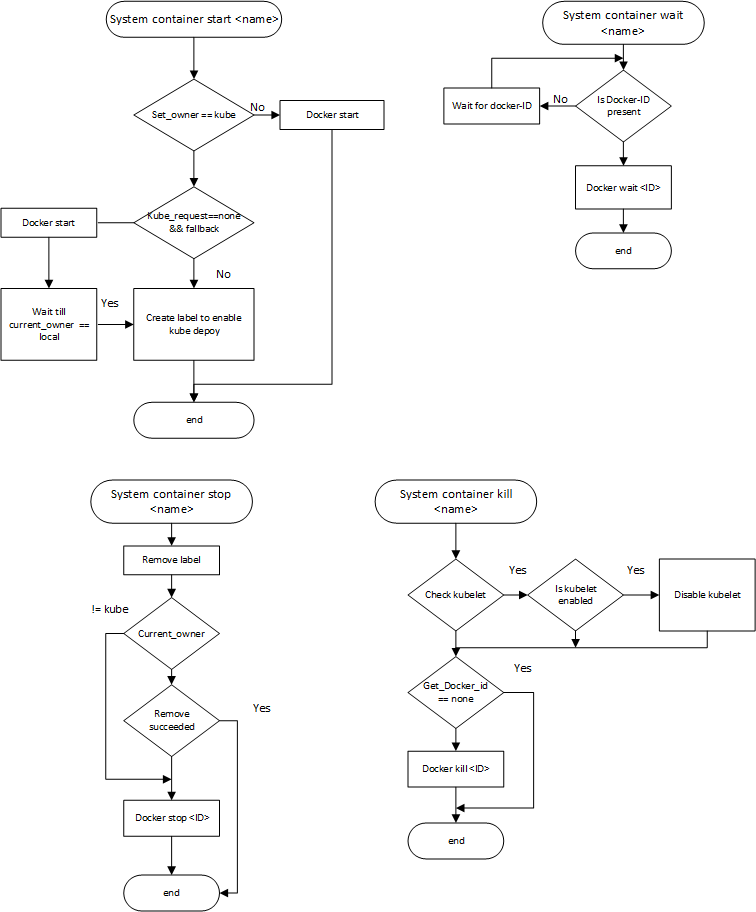 System container start <name>
Set_owner == kube
No
Docker start
Kube_request==none
&& fallback
Docker start
No
Wait till
current_owner ==
local
Yes
Create label to enable
kube depoy
end
System container wait
<name>
Is Docker-ID
present
No
Wait for docker-ID
Docker wait <ID>
end
System container stop
<name>
Remove label
!= kube
Current_owner
Remove
succeeded
Yes
Docker stop <ID>
end
System container kill
<name>
Check kubelet
Yes
Is kubelet
enabled
Yes
Disable kubelet
Get_Docker_id
== none
Yes
Docker kill <ID>
end